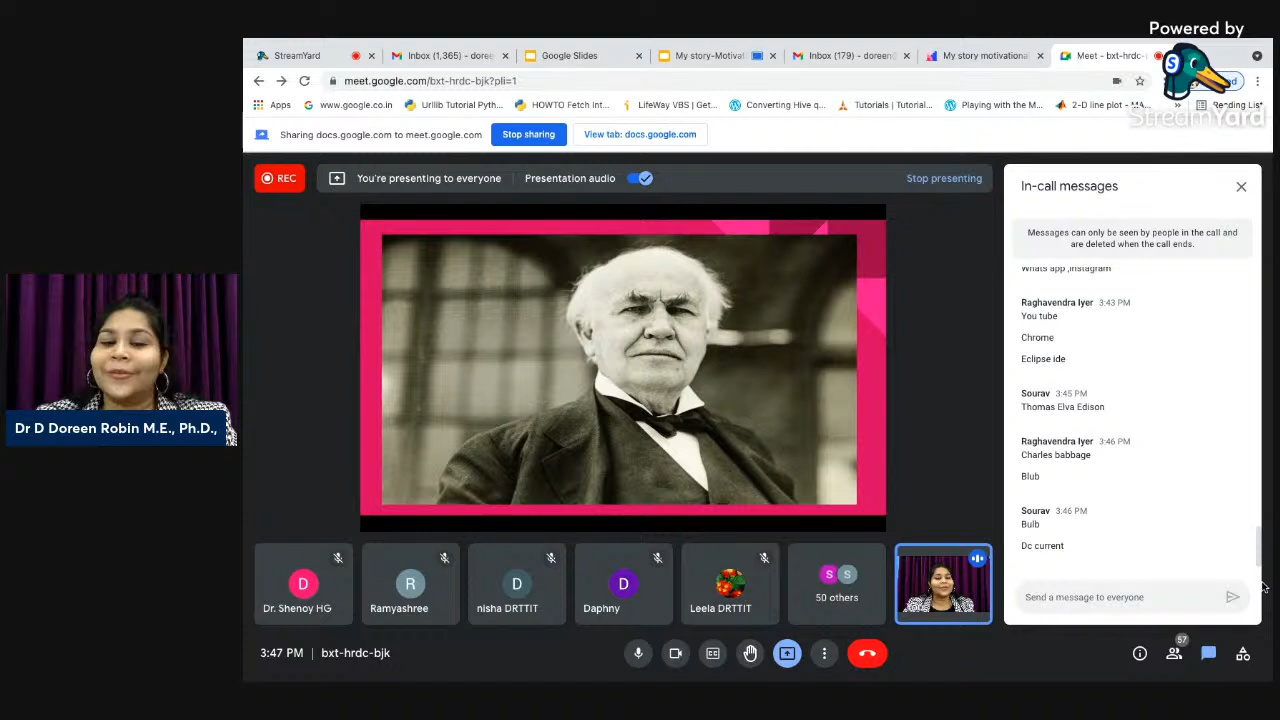 Powered by
StreamYard
StreamYard
Inbox (1,365) - doree
Google Slides
My story-Motivat
Inbox (179) - doreen@
My story motivationa
Meet - bxt-hrdc-
meet.google.com/bxt-hrdc-bjk?pli=1
Apps
www.google.co.in
Urllib Tutorial Pyth...
HOWTO Fetch Int...
LifeWay VBS | Get...
Converting Hive q...
Tutorials | Tutorial...
Playing with the M...
2-D line plot - MA...
»
Reading List
Sharing docs.google.com to meet.google.com
Stop sharing
View tab: docs.google.com
REC
You're presenting to everyone
Presentation audio
Stop presenting
In-call messages
Messages can only be seen by people in the call and
are deleted when the call ends.
Whats app ,instagram
Raghavendra Iyer 3:43 PM
You tube
Chrome
Eclipse ide
Sourav 3:45 PM
Thomas Elva Edison
Raghavendra Iyer 3:46 PM
Charles babbage
Blub
Sourav 3:46 PM
Bulb
Dc current
Send a message to everyone
Dr D Doreen Robin M.E., Ph.D.,
D
Dr. Shenoy HG
R
Ramyashree
D
nisha DRTTIT
D
Daphny
Leela DRTTIT
S S
50 others
3:47 PM | bxt-hrdc-bjk
57